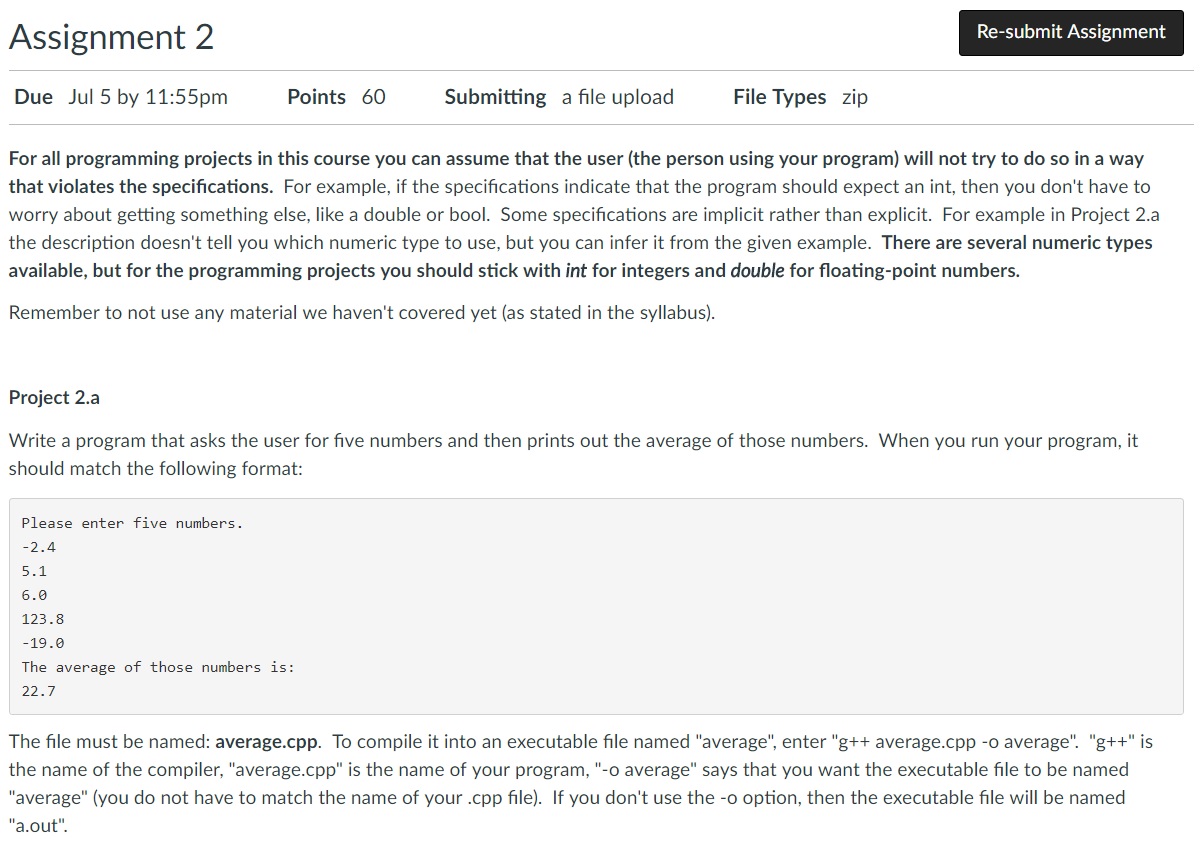 Assignment 2
Re-submit Assignment
Due Jul 5 by 11:55pm Points 60 Submitting a file upload File Types zip
For all programming projects in this course you can assume that the user (the person using your program) will not try to do so in a way
that violates the specifications. For example, if the specifications indicate that the program should expect an int, then you don't have to
worry about getting something else, like a double or bool. Some specifications are implicit rather than explicit. For example in Project 2.a
the description doesn't tell you which numeric type to use, but you can infer it from the given example. There are several numeric types
available, but for the programming projects you should stick with int for integers and double for floating-point numbers.
Remember to not use any material we haven't covered yet (as stated in the syllabus).
Project 2.a
Write a program that asks the user for five numbers and then prints out the average of those numbers. When you run your program, it
should match the following format:
Please enter five numbers.
-2.4
5.1
6.0
123.8
-19.0
The average of those numbers is:
22.7
The file must be named: average.cpp. To compile it into an executable file named "average", enter "g++ average.cpp -o average". "g++" is
the name of the compiler, "average.cpp" is the name of your program, "-o average" says that you want the executable file to be named
"average" (you do not have to match the name of your .cpp file). If you don't use the -o option, then the executable file will be named
"a.out".